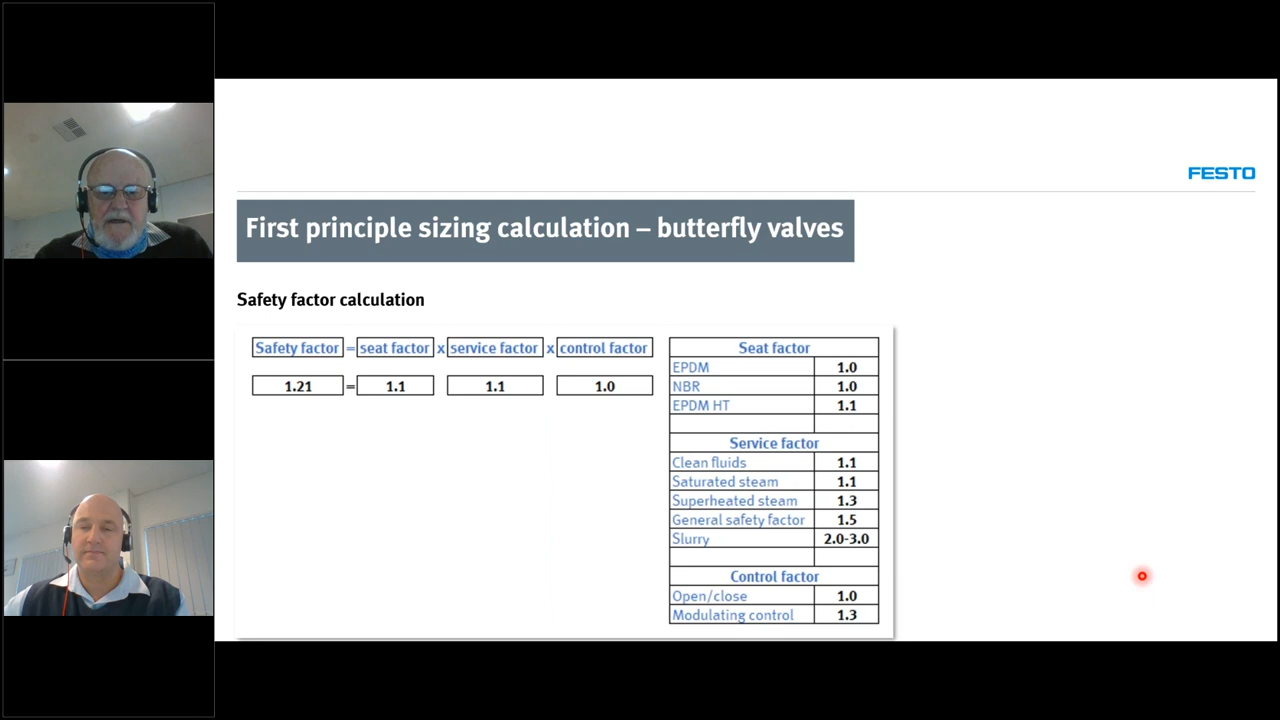 FESTO
First principle sizing calculation – butterfly valves
Safety factor calculation
Safety factor = seat factor x service factor x control factor
1.21 = 1.1 1.1 1.0
Seat factor
EPDM 1.0
NBR 1.0
EPDM HT 1.1
Service factor
Clean fluids 1.1
Saturated steam 1.1
Superheated steam 1.3
General safety factor 1.5
Slurry 2.0-3.0
Control factor
Open/close 1.0
Modulating control 1.3